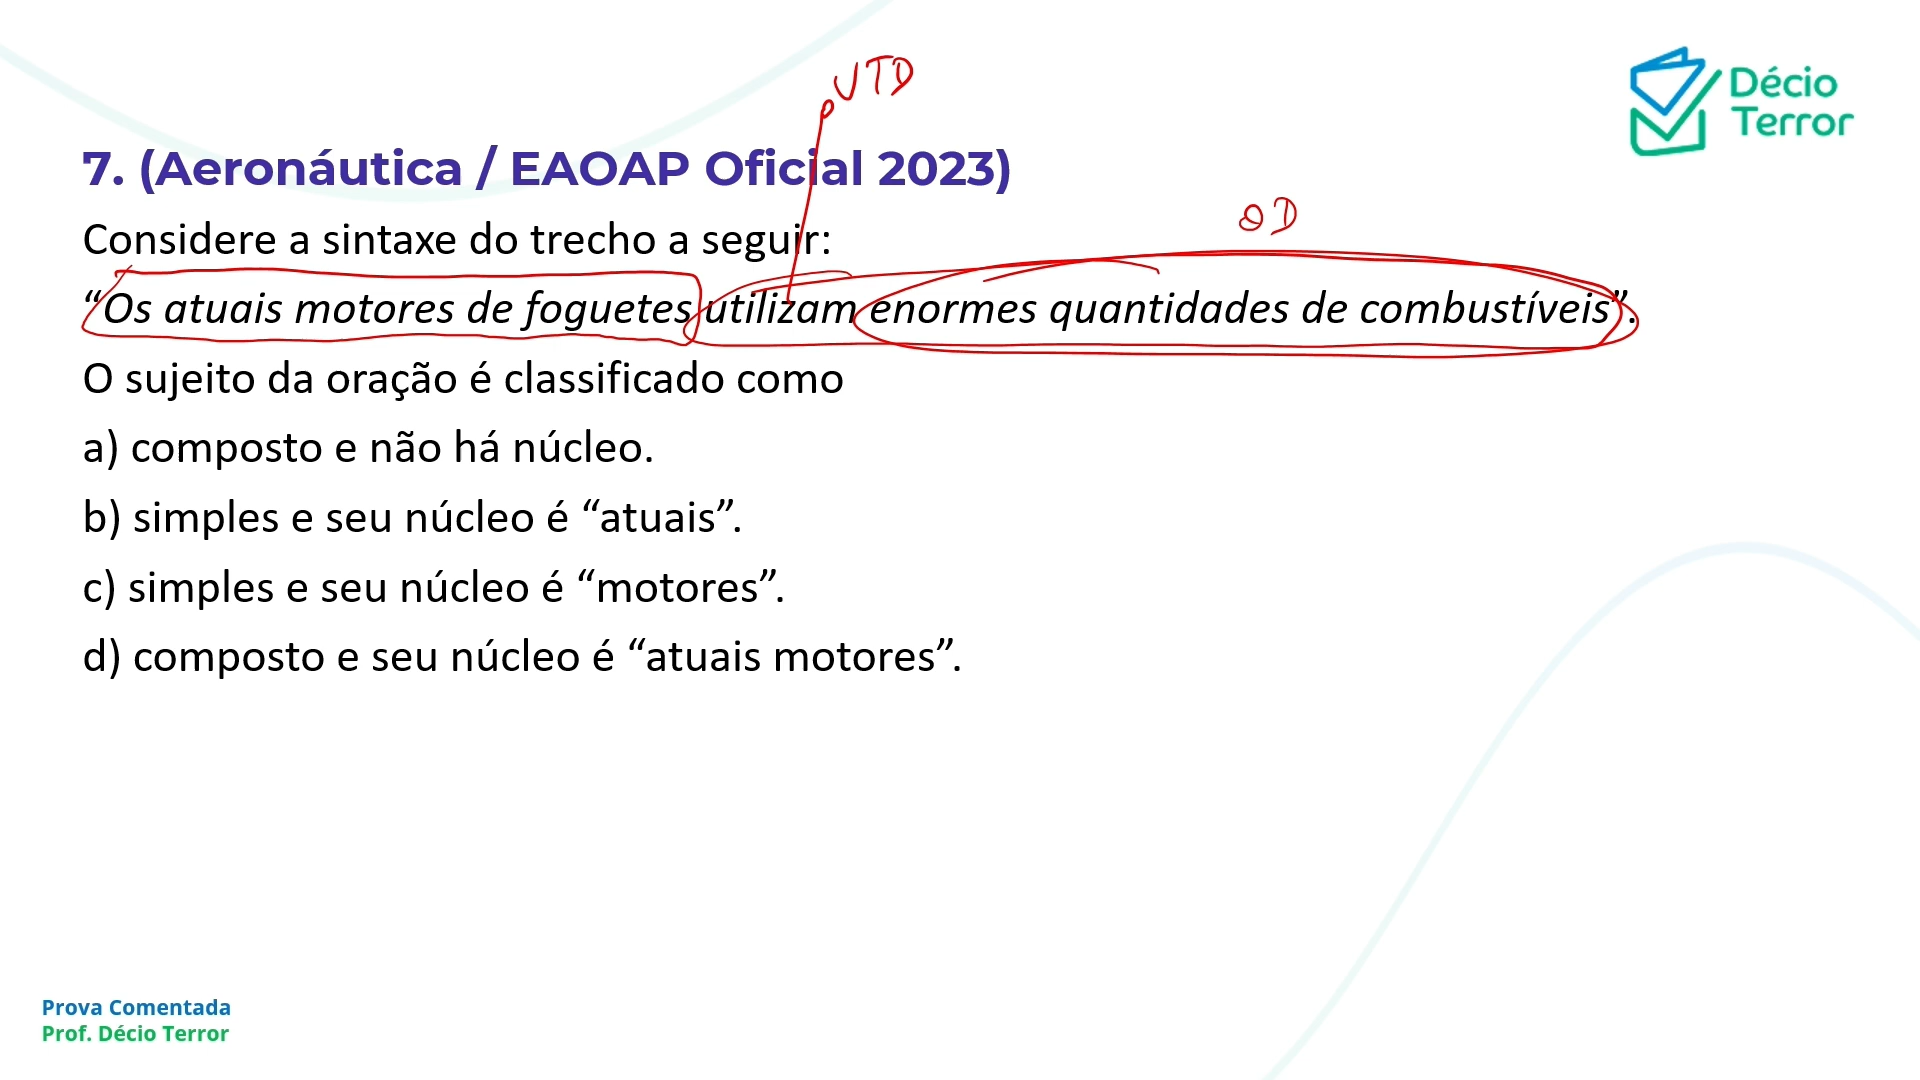 VTD
Décio
Terror
7. (Aeronáutica / EAOAP Oficial 2023)
OD
Considere a sintaxe do trecho a seguir:
“Os atuais motores de foguetes utilizam enormes quantidades de combustíveis”.
O sujeito da oração é classificado como
a) composto e não há núcleo.
b) simples e seu núcleo é “atuais”.
c) simples e seu núcleo é “motores”.
d) composto e seu núcleo é “atuais motores”.
Prova Comentada
Prof. Décio Terror